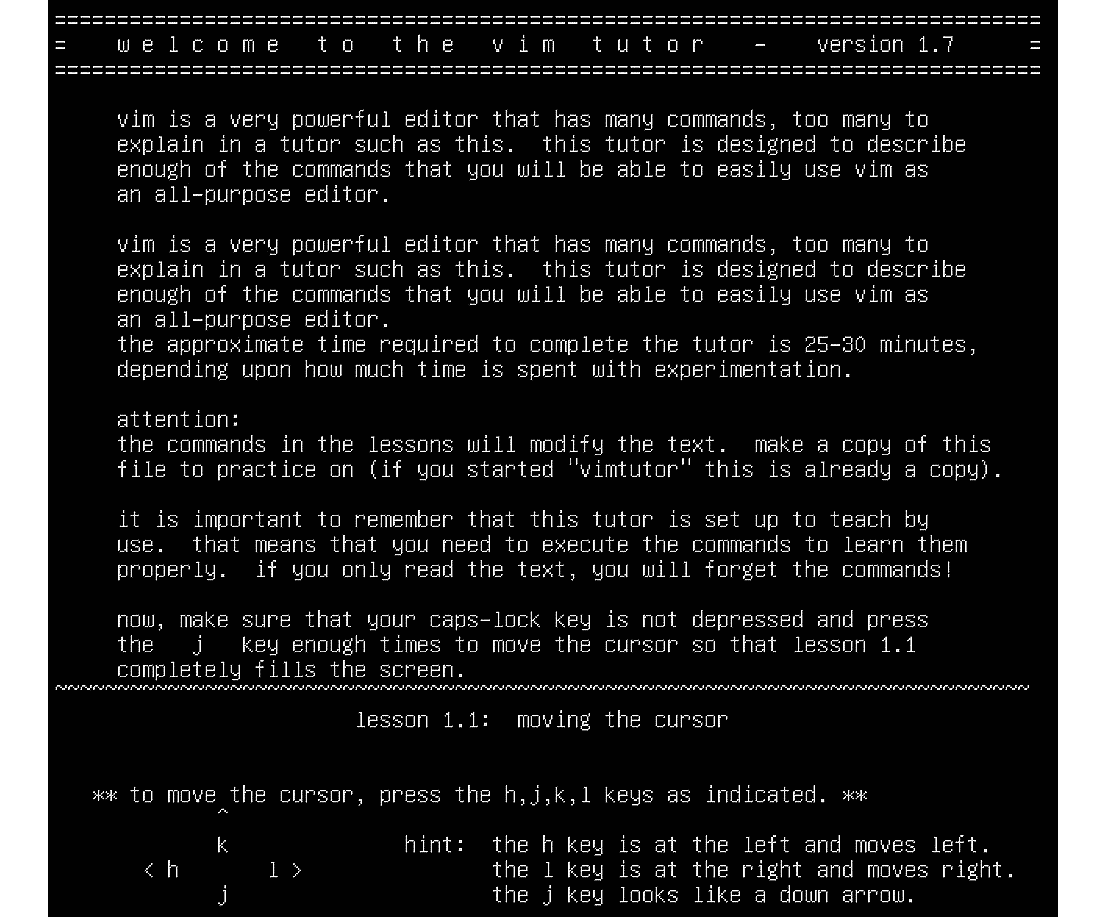 ===============================================================================
=    w e l c o m e   t o   t h e   v i m   t u t o r    -    version 1.7      =
===============================================================================

     vim is a very powerful editor that has many commands, too many to
     explain in a tutor such as this.  this tutor is designed to describe
     enough of the commands that you will be able to easily use vim as
     an all-purpose editor.

     vim is a very powerful editor that has many commands, too many to
     explain in a tutor such as this.  this tutor is designed to describe
     enough of the commands that you will be able to easily use vim as
     an all-purpose editor.
     the approximate time required to complete the tutor is 25-30 minutes,
     depending upon how much time is spent with experimentation.

     attention:
     the commands in the lessons will modify the text.  make a copy of this
     file to practice on (if you started "vimtutor" this is already a copy).

     it is important to remember that this tutor is set up to teach by
     use.  that means that you need to execute the commands to learn them
     properly.  if you only read the text, you will forget the commands!

     now, make sure that your caps-lock key is not depressed and press
     the   j   key enough times to move the cursor so that lesson 1.1
     completely fills the screen.
~~~~~~~~~~~~~~~~~~~~~~~~~~~~~~~~~~~~~~~~~~~~~~~~~~~~~~~~~~~~~~~~~~~~~~~~~~~~~~
                        lesson 1.1:  moving the cursor


   ** to move the cursor, press the h,j,k,l keys as indicated. **
             ^
             k              hint:  the h key is at the left and moves left.
       < h       l >               the l key is at the right and moves right.
             j                     the j key looks like a down arrow.